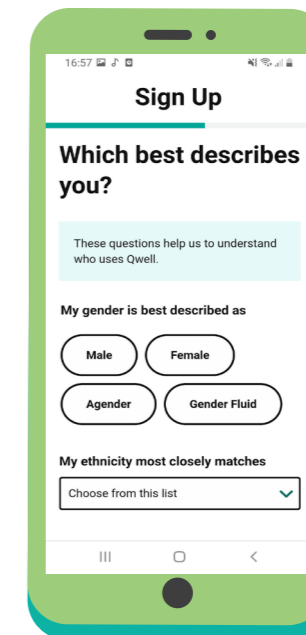 16:57
Sign Up
Which best describes
you?
These questions help us to understand
who uses Qwell.
My gender is best described as
Male Female
Agender Gender Fluid
My ethnicity most closely matches
Choose from this list